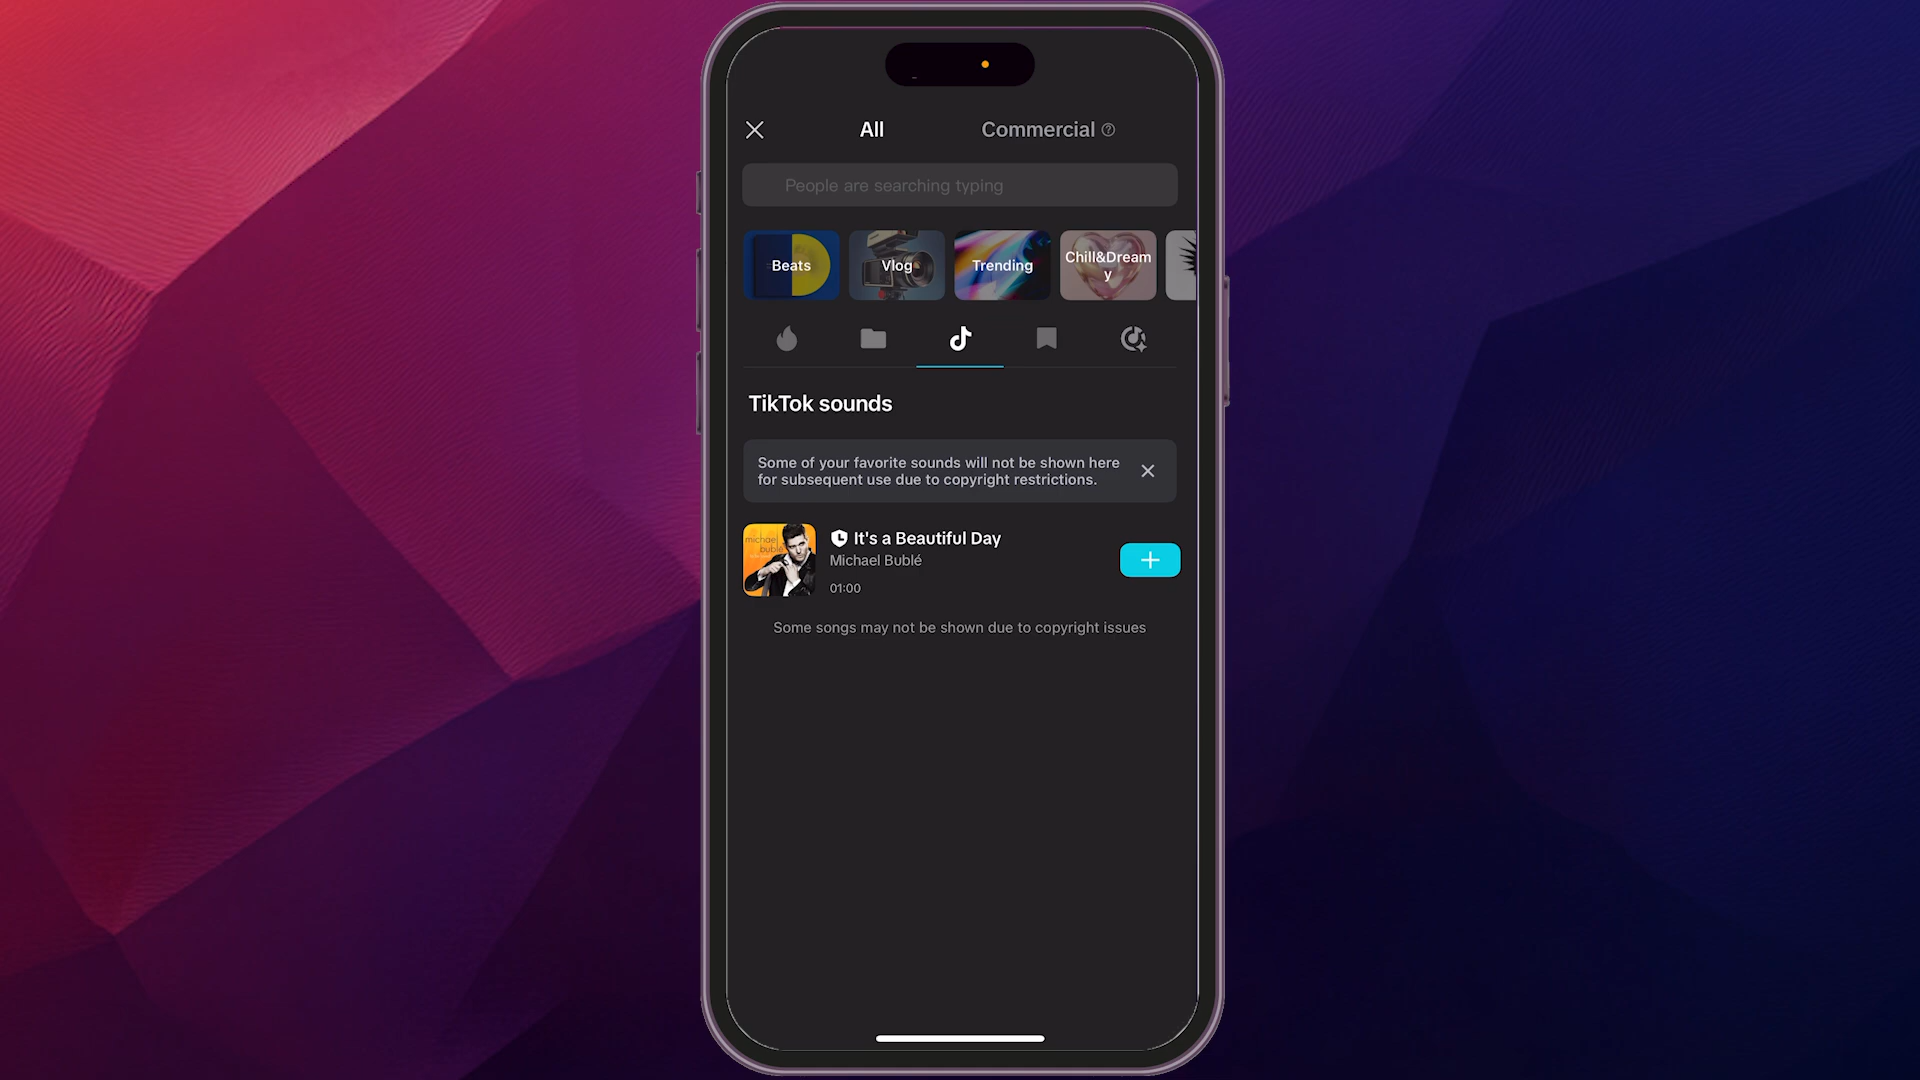 All
Commercial
People are searching typing
Beats
Vlog
Trending
Chill&Dream
y
TikTok sounds
Some of your favorite sounds will not be shown here
for subsequent use due to copyright restrictions.
michael
bublé
It's a Beautiful Day
Michael Bublé
01:00
Some songs may not be shown due to copyright issues